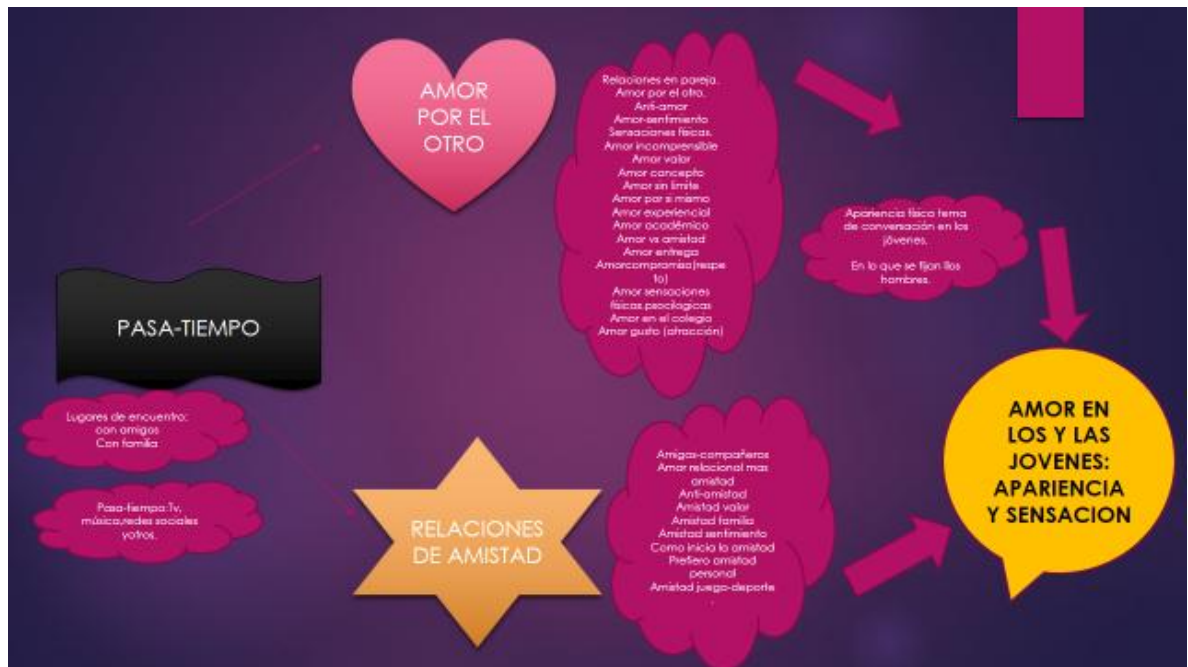 AMOR
POR EL
OTRO
Relaciones en pareja.
Amor por el otro.
Anti-amor
Amor-sentimiento
Sensaciones físicas.
Amor incomprensible
Amor valor
Amor concepto
Amor sin limite
Amor por si mismo
Amor experiencial
Amor académico
Amor vs amistad
Amor entrega
Amorcompromiso(respe
to)
Amor sensaciones
físicas psocilogicas
Amor en el colegio
Amor gusto (atracción)
Apariencia física tema
de conversación en los
jóvenes.
En lo que se fijan llos
hombres.
PASA-TIEMPO
Lugares de encuentro:
con amigos
Con familia
Pasa-tiempo:Tv,
música,redes sociales
yotros.
RELACIONES
DE AMISTAD
Amigos-compañeros
Amor relacional mas
amistad
Anti-amistad
Amistad valor
Amistad familia
Amistad sentimiento
Como inicia la amistad
Prefiero amistad
personal
Amistad juego-deporte
.
AMOR EN
LOS Y LAS
JOVENES:
APARIENCIA
Y SENSACION